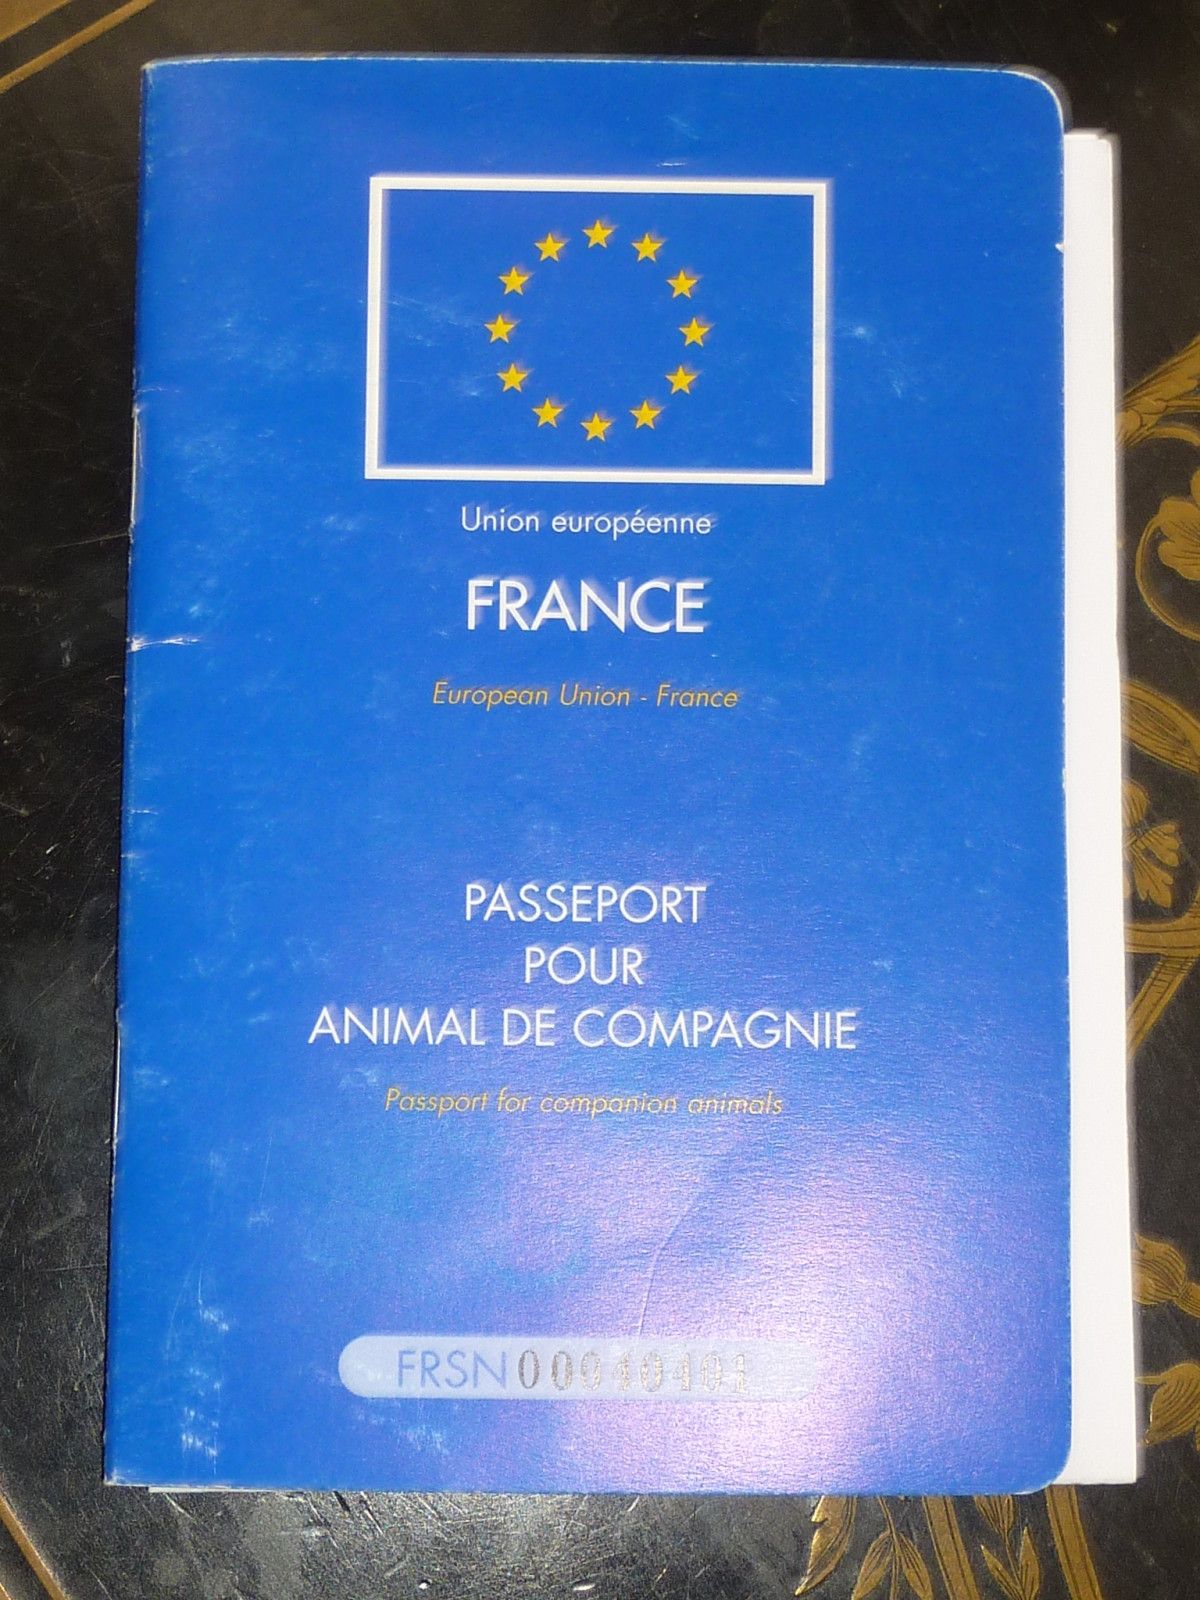 Union européenne
FRANCE
European Union - France
PASSEPORT
POUR
ANIMAL DE COMPAGNIE
Passport for companion animals
FRSN00040401